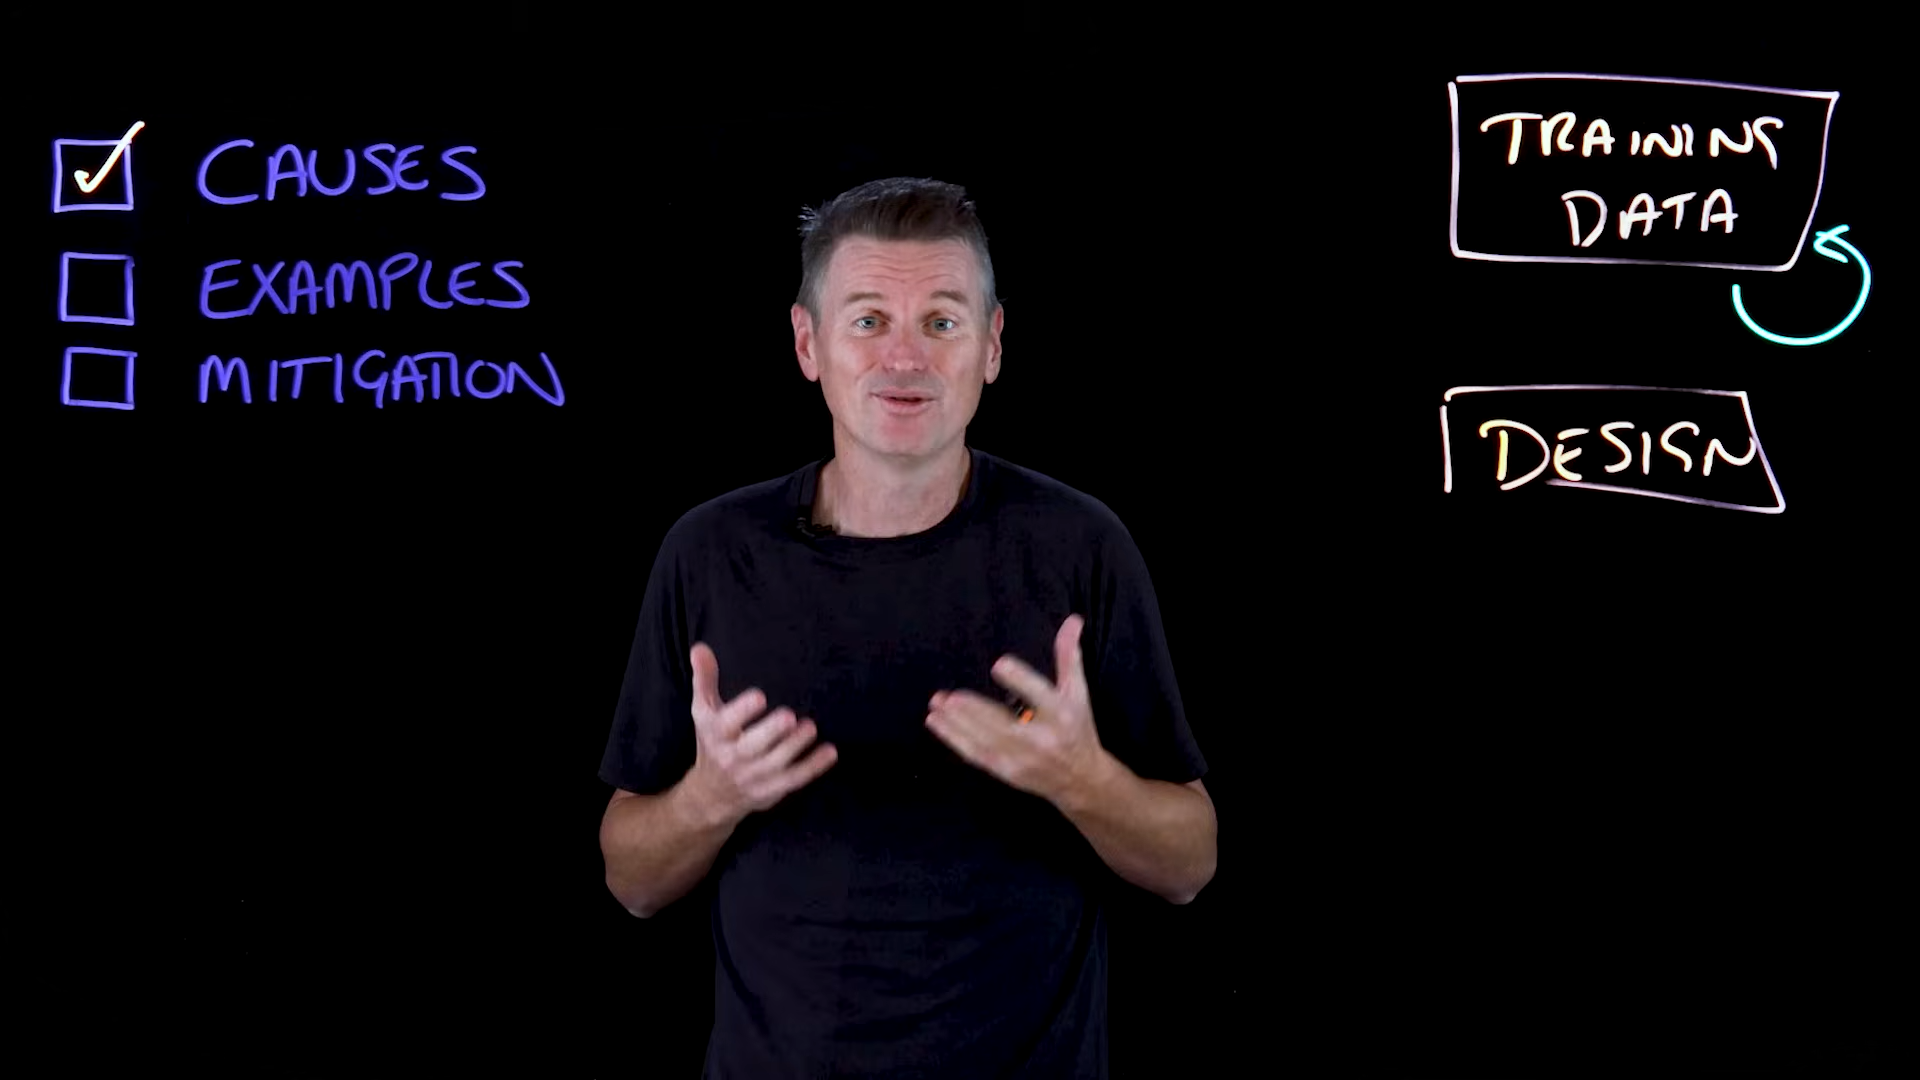 CAUSES
EXAMPLES
MITIGATION
TRAINING
DATA
DESIGN